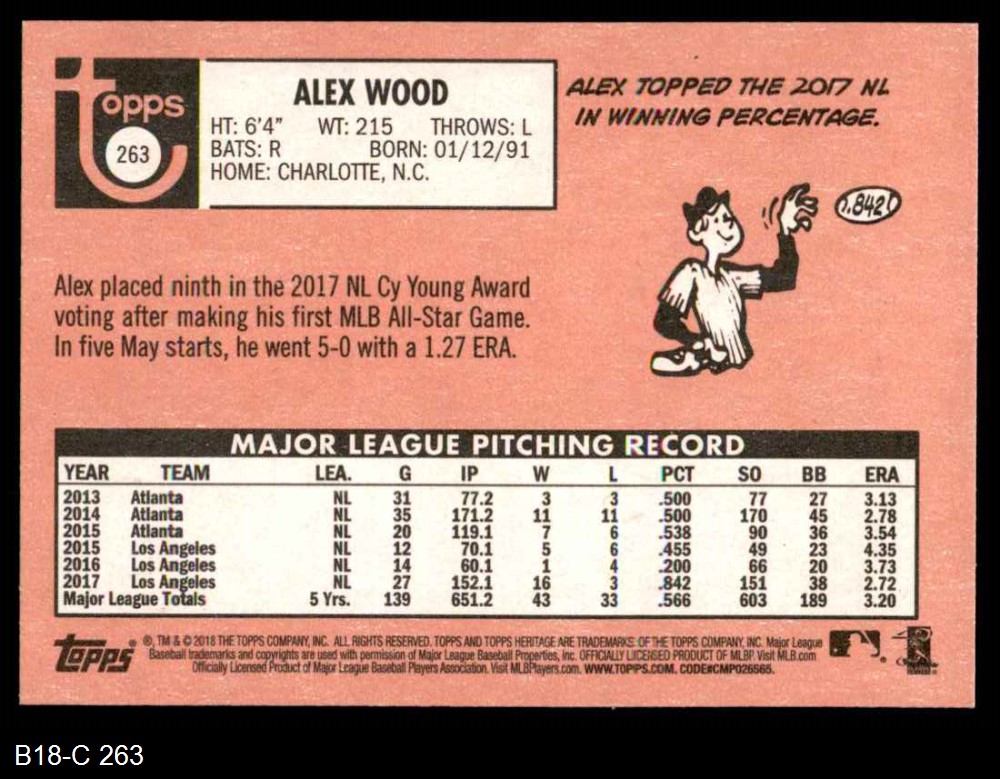 topps
263
ALEX WOOD
HT: 6'4" WT: 215 THROWS: L
BATS: R BORN: 01/12/91
HOME: CHARLOTTE, N.C.
ALEX TOPPED THE 2017 NL
IN WINNING PERCENTAGE.
.842
Alex placed ninth in the 2017 NL Cy Young Award
voting after making his first MLB All-Star Game.
In five May starts, he went 5-0 with a 1.27 ERA.
MAJOR LEAGUE PITCHING RECORD
YEAR TEAM LEA. G IP W L PCT SO BB ERA
2013 Atlanta NL 31 77.2 3 3 .500 77 27 3.13
2014 Atlanta NL 35 171.2 11 11 .500 170 45 2.78
2015 Atlanta NL 20 119.1 7 6 .538 90 36 3.54
2015 Los Angeles NL 12 70.1 5 6 .455 49 23 4.35
2016 Los Angeles NL 14 60.1 1 4 .200 66 20 3.73
2017 Los Angeles NL 27 152.1 16 3 .842 151 38 2.72
Major League Totals 5 Yrs. 139 651.2 43 33 .566 603 189 3.20
TOPPS ®, TM & © 2018 THE TOPPS COMPANY, INC. ALL RIGHTS RESERVED. TOPPS AND TOPPS HERITAGE ARE TRADEMARKS OF THE TOPPS COMPANY, INC. Major League
Baseball trademarks and copyrights are used with permission of Major League Baseball Properties, Inc. OFFICIALLY LICENSED PRODUCT OF MLBP. Visit MLB.com
Officially Licensed Product of Major League Baseball Players Association. Visit MLBPlayers.com. WWW.TOPPS.COM. CODE#CMP026565.
B18-C 263